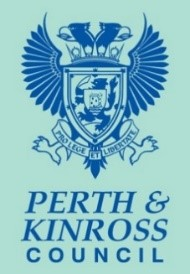 PRO LEGE ET LIBERTATE
PERTH &
KINROSS
COUNCIL